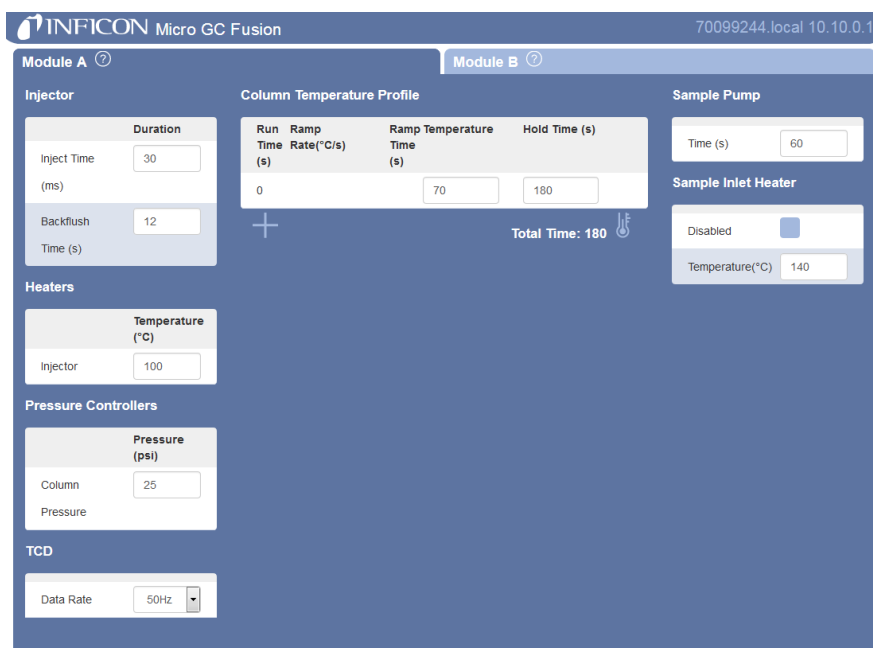 INFICON Micro GC Fusion
70099244.local 10.10.0.1
Module A ?
Module B ?
Injector
Duration
Inject Time
(ms)
30
Backflush
Time (s)
12
Heaters
Temperature
(°C)
Injector
100
Pressure Controllers
Pressure
(psi)
Column
Pressure
25
TCD
Data Rate
50Hz
Column Temperature Profile
Run
Time
(s)
Ramp
Rate(°C/s)
Ramp
Time
(s)
Temperature
Hold Time (s)
0
70
180
Total Time: 180
Sample Pump
Time (s)
60
Sample Inlet Heater
Disabled
Temperature(°C)
140